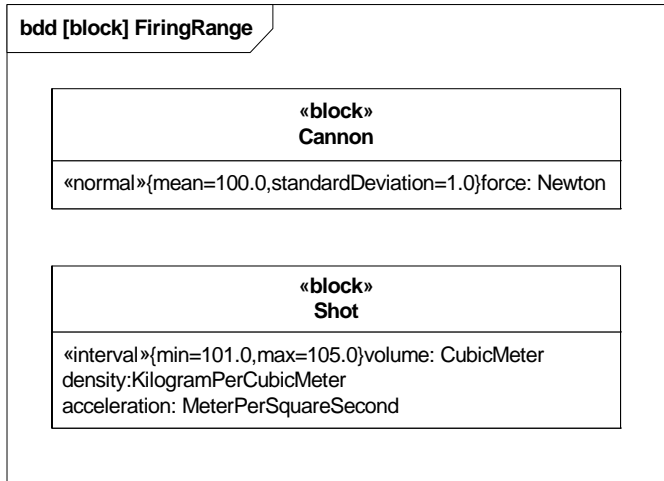 bdd [block] FiringRange
«block»
Cannon
«normal»{mean=100.0,standardDeviation=1.0}force: Newton
«block»
Shot
«interval»{min=101.0,max=105.0}volume: CubicMeter
density:KilogramPerCubicMeter
acceleration: MeterPerSquareSecond